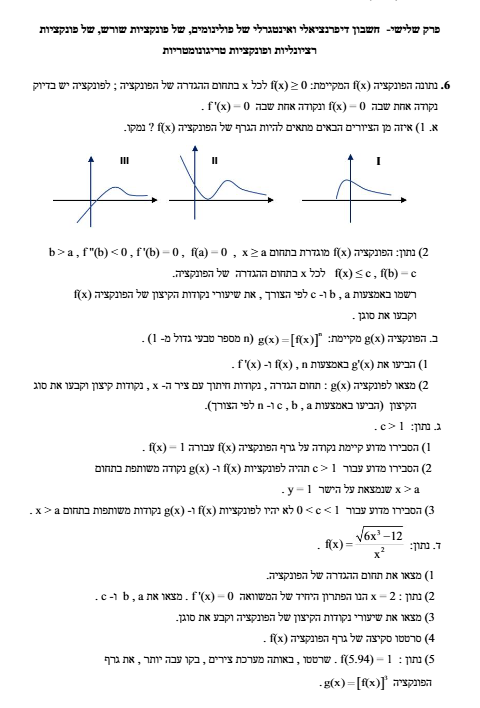 פרק שלישי- חשבון דיפרנציאלי ואינטגרלי של פולינומים, של פונקציות שורש, של פונקציות
רציונליות ופונקציות טריגונומטריות
6. נתונה הפונקציה f(x) המקיימת: f(x) ≥ 0 לכל x בתחום ההגדרה של הפונקציה ; לפונקציה יש בדיוק
נקודה אחת שבה f(x) = 0 ונקודה אחת שבה f '(x) = 0 .
א. 1) איזה מן הציורים הבאים מתאים להיות הגרף של הפונקציה f(x) ? נמקו.
III II I
2) נתון: הפונקציה f(x) מוגדרת בתחום x ≥ a , f(a) = 0 , f '(b) = 0 , f ''(b) < 0 , b > a
f(b) = c , f(x) ≤ c לכל x בתחום ההגדרה של הפונקציה.
רשמו באמצעות a , b ו- c לפי הצורך , את שיעורי נקודות הקיצון של הפונקציה f(x)
וקבעו את סוגן .
ב. הפונקציה g(x) מקיימת: g(x) = [f(x)]ⁿ (n מספר טבעי גדול מ- 1) .
1) הביעו את g'(x) באמצעות n , f(x) ו- f '(x) .
2) מצאו לפונקציה g(x) : תחום הגדרה , נקודות חיתוך עם ציר ה- x , נקודות קיצון וקבעו את סוג
הקיצון (הביעו באמצעות a , b , c ו- n לפי הצורך).
ג. נתון: c > 1 .
1) הסבירו מדוע קיימת נקודה על גרף הפונקציה f(x) עבורה f(x) = 1 .
2) הסבירו מדוע עבור c > 1 תהיה לפונקציות f(x) ו- g(x) נקודה משותפת בתחום
x > a שנמצאת על הישר y = 1 .
3) הסבירו מדוע עבור 0 < c < 1 לא יהיו לפונקציות f(x) ו- g(x) נקודות משותפות בתחום x > a .
ד. נתון: f(x) = √(6x³ −12) / x² .
1) מצאו את תחום ההגדרה של הפונקציה.
2) נתון : x = 2 הנו הפתרון היחיד של המשוואה f '(x) = 0 . מצאו את a , b ו- c .
3) מצאו את שיעורי נקודות הקיצון של הפונקציה וקבעו את סוגן.
4) סרטטו סקיצה של גרף הפונקציה f(x) .
5) נתון : f(5.94) = 1 . שרטטו , באותה מערכת צירים , בקו עבה יותר , את גרף
הפונקציה g(x) = [f(x)]³ .